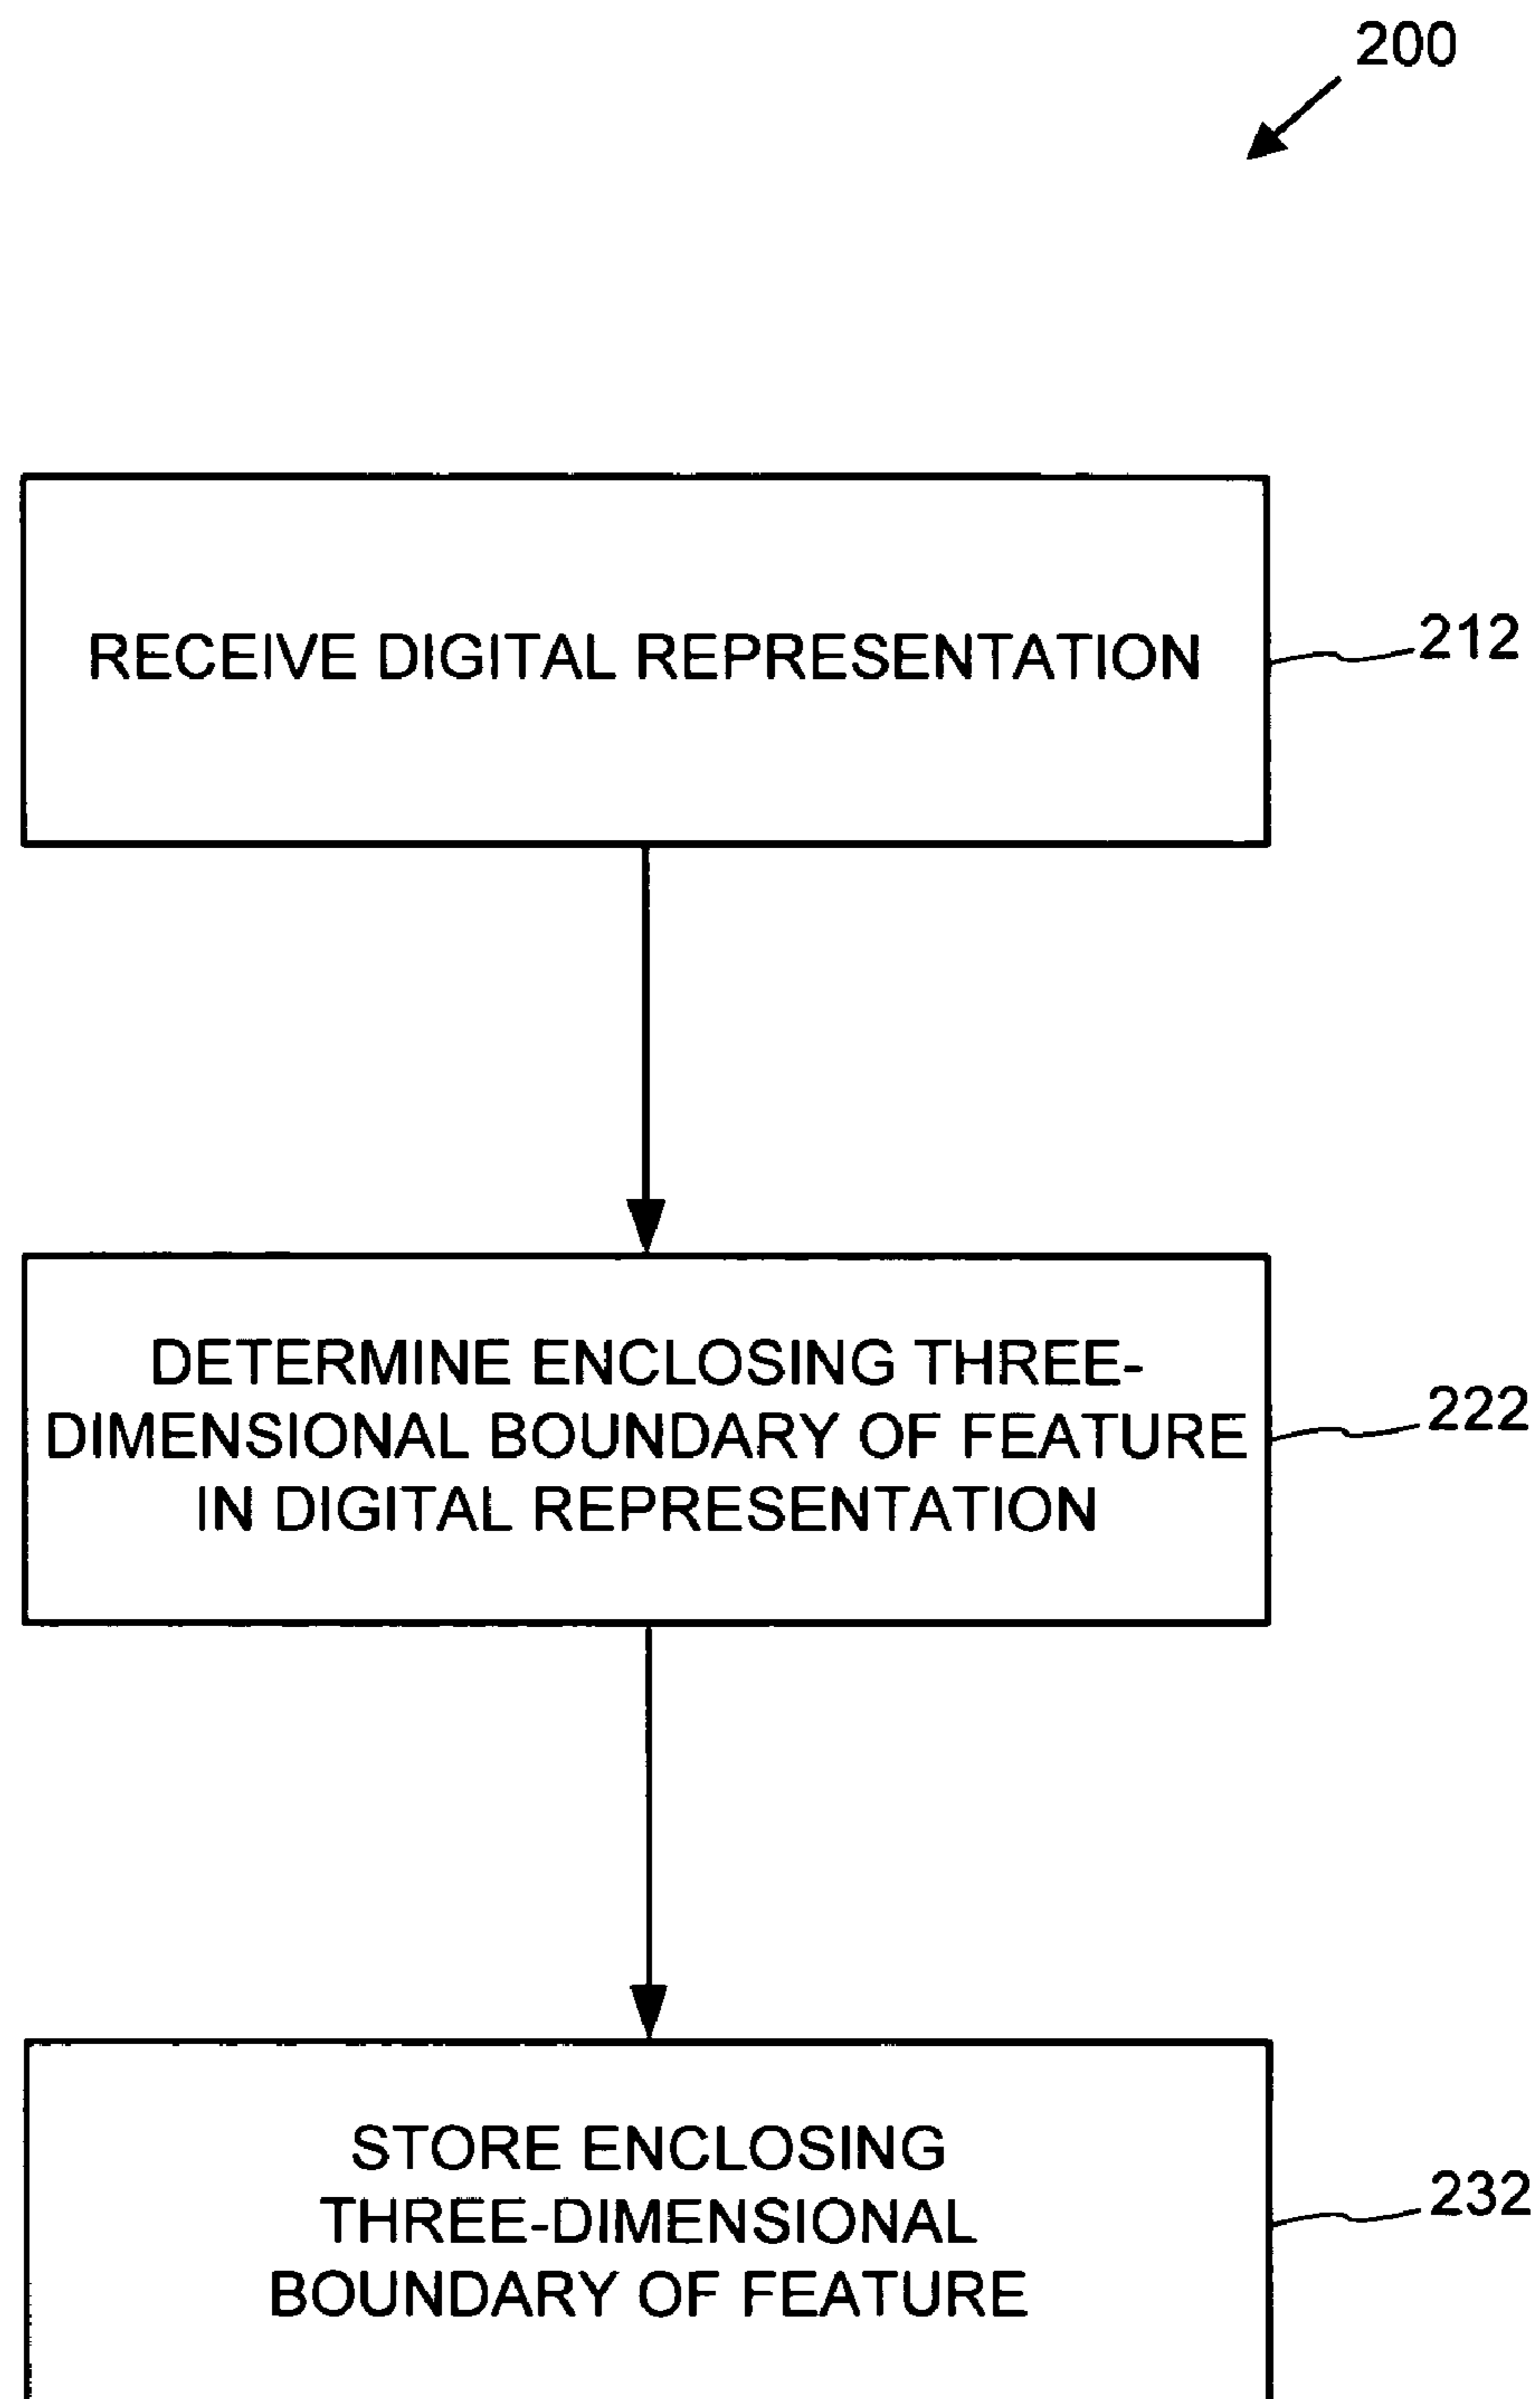 200
RECEIVE DIGITAL REPRESENTATION
212
DETERMINE ENCLOSING THREE-
DIMENSIONAL BOUNDARY OF FEATURE
IN DIGITAL REPRESENTATION
222
STORE ENCLOSING
THREE-DIMENSIONAL
BOUNDARY OF FEATURE
232